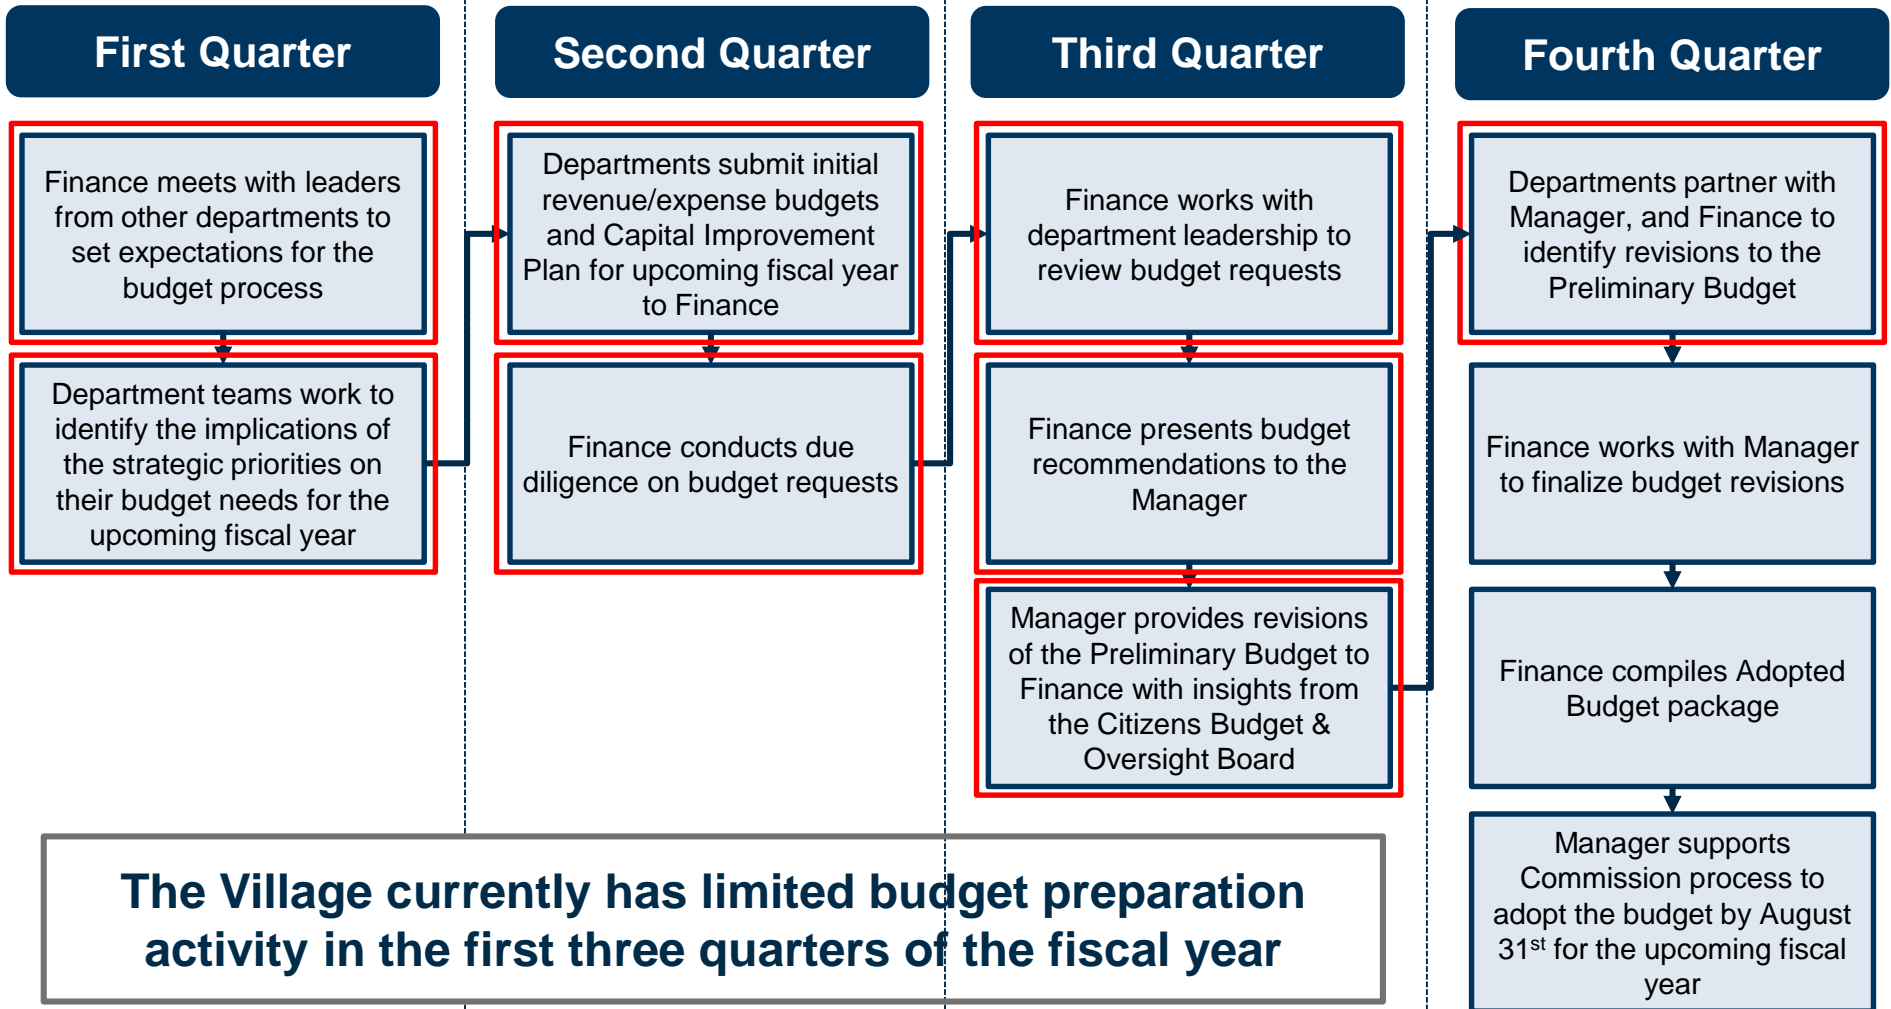 First Quarter
Finance meets with leaders
from other departments to
set expectations for the
budget process
Department teams work to
identify the implications of
the strategic priorities on
their budget needs for the
upcoming fiscal year
Second Quarter
Departments submit initial
revenue/expense budgets
and Capital Improvement
Plan for upcoming fiscal year
to Finance
Finance conducts due
diligence on budget requests
Third Quarter
Finance works with
department leadership to
review budget requests
Finance presents budget
recommendations to the
Manager
Manager provides revisions
of the Preliminary Budget to
Finance with insights from
the Citizens Budget &
Oversight Board
Fourth Quarter
Departments partner with
Manager, and Finance to
identify revisions to the
Preliminary Budget
Finance works with Manager
to finalize budget revisions
Finance compiles Adopted
Budget package
Manager supports
Commission process to
adopt the budget by August
31st for the upcoming fiscal
year
The Village currently has limited budget preparation
activity in the first three quarters of the fiscal year